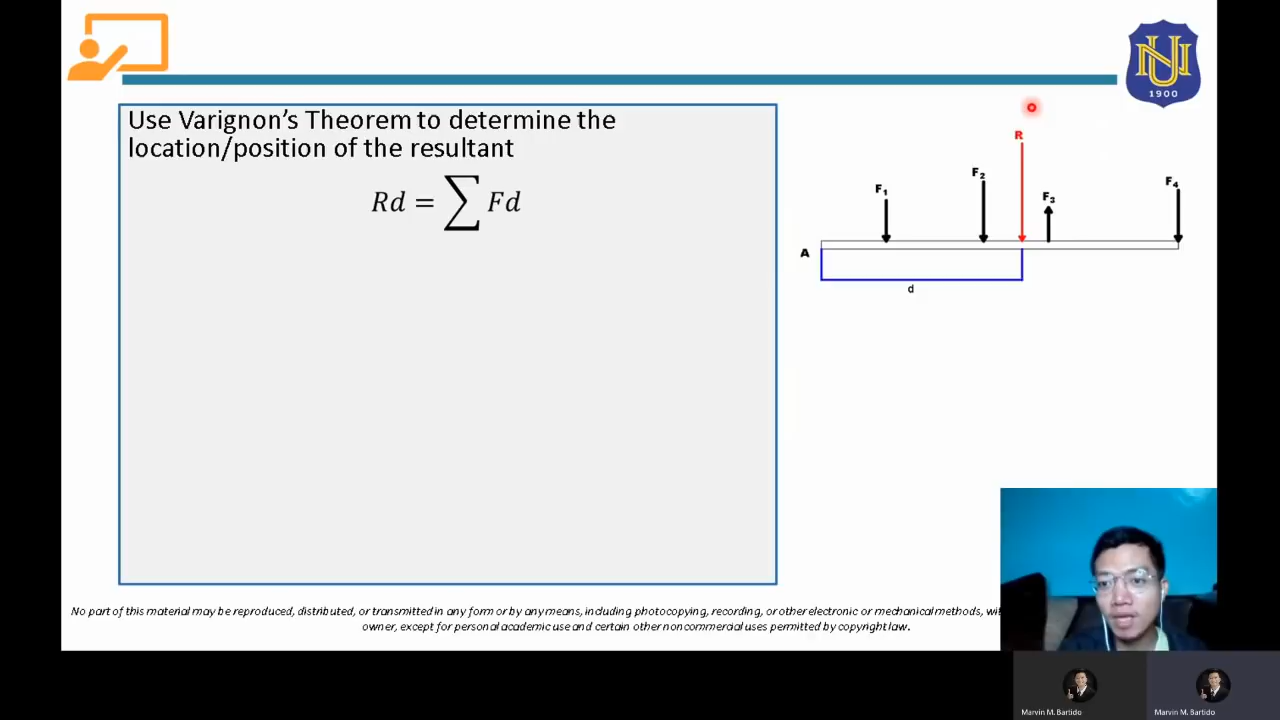 NU
1900
Use Varignon's Theorem to determine the
location/position of the resultant
Rd = ∑ Fd
R
F₂
F₁
F₄
F₃
A
d
No part of this material may be reproduced, distributed, or transmitted in any form or by any means, including photocopying, recording, or other electronic or mechanical methods,
owner, except for personal academic use and certain other noncommercial uses permitted by copyright law.
Marvin M. Bartido
Marvin M. Bartido